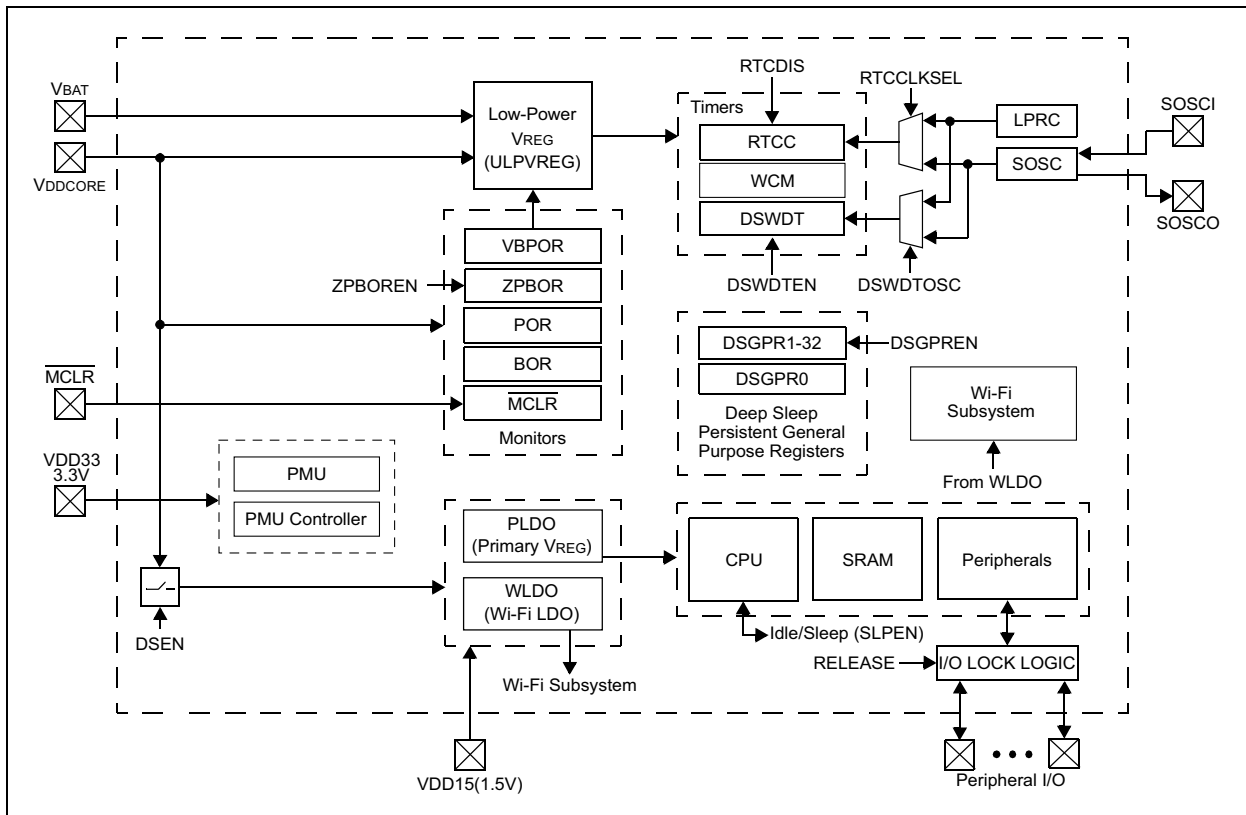 VBAT
VDDCORE
MCLR
VDD33
3.3V
DSEN
Low-Power
VREG
(ULPVREG)
VBPOR
ZPBOREN
ZPBOR
POR
BOR
MCLR
Monitors
PMU
PMU Controller
PLDO
(Primary VREG)
WLDO
(Wi-Fi LDO)
Wi-Fi Subsystem
VDD15(1.5V)
RTCDIS
RTCCLKSEL
Timers
RTCC
WCM
DSWDT
DSWDTEN
DSWDTOSC
LPRC
SOSC
SOSCI
SOSCO
DSGPR1-32
DSGPREN
DSGPR0
Deep Sleep
Persistent General
Purpose Registers
Wi-Fi
Subsystem
From WLDO
CPU
SRAM
Peripherals
Idle/Sleep (SLPEN)
RELEASE
I/O LOCK LOGIC
Peripheral I/O